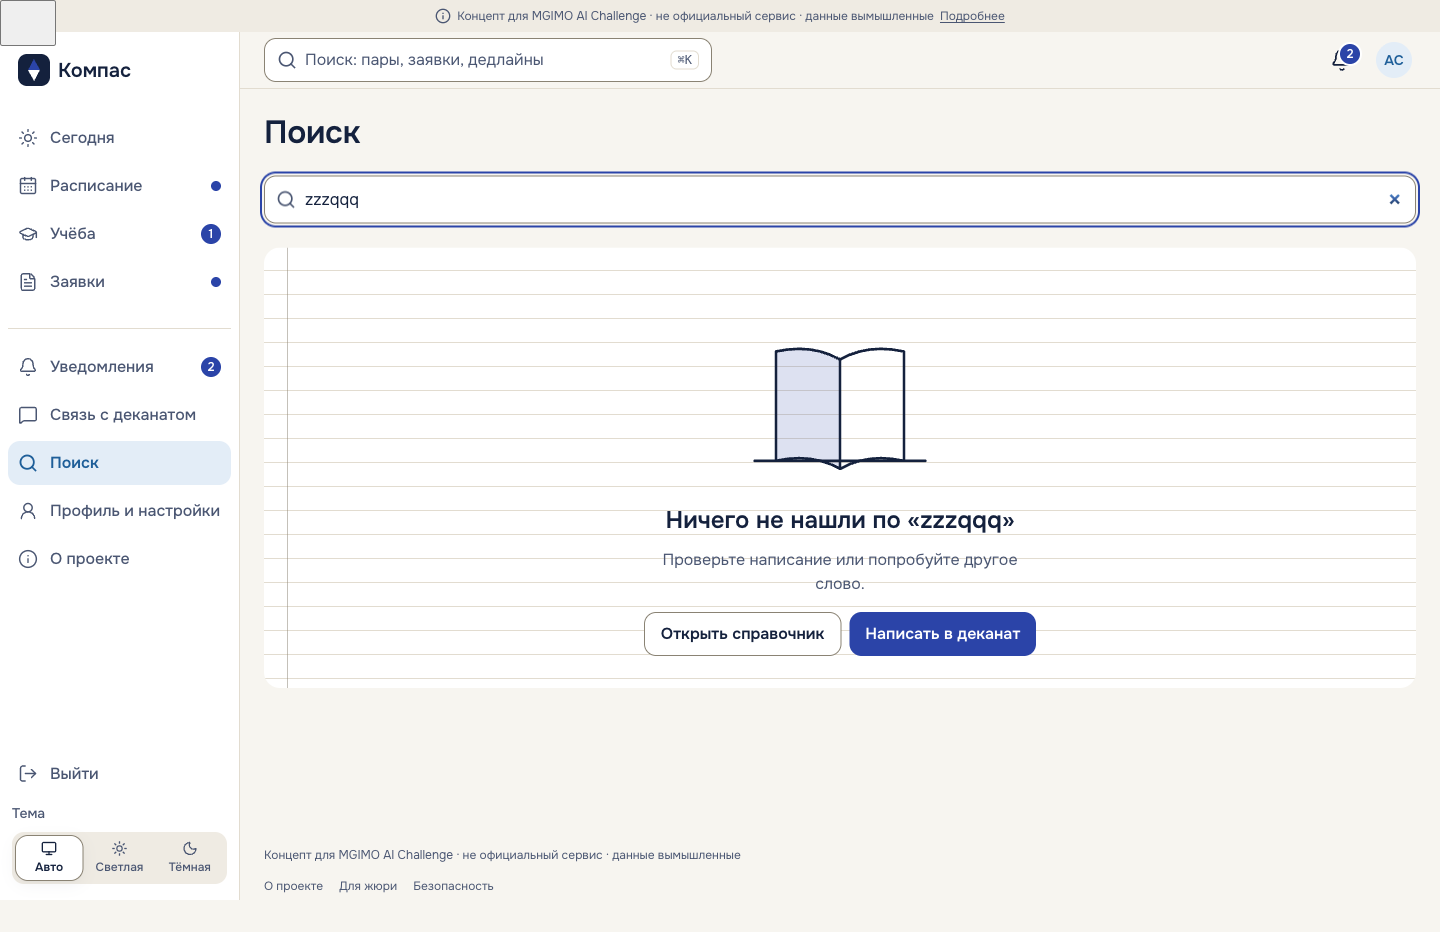 Концепт для MGIMO AI Challenge · не официальный сервис · данные вымышленные Подробнее
Компас
Поиск: пары, заявки, дедлайны
⌘K
2
АС
Сегодня
Расписание
Учёба
1
Заявки
Уведомления
2
Связь с деканатом
Поиск
Профиль и настройки
О проекте
Выйти
Тема
Авто
Светлая
Тёмная
Поиск
zzzqqq
Ничего не нашли по «zzzqqq»
Проверьте написание или попробуйте другое
слово.
Открыть справочник
Написать в деканат
Концепт для MGIMO AI Challenge · не официальный сервис · данные вымышленные
О проекте Для жюри Безопасность